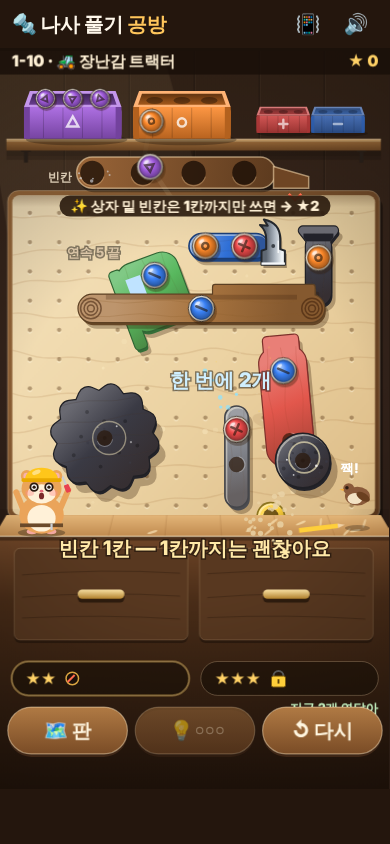 나사 풀기 공방
1-10 · 장난감 트랙터
★ 0
빈칸
✨ 상자 밑 빈칸은 1칸까지만 쓰면 → ★2
연속 5 끝
한 번에 2개
짹!
빈칸 1칸 — 1칸까지는 괜찮아요
★★
★★★
판
다시